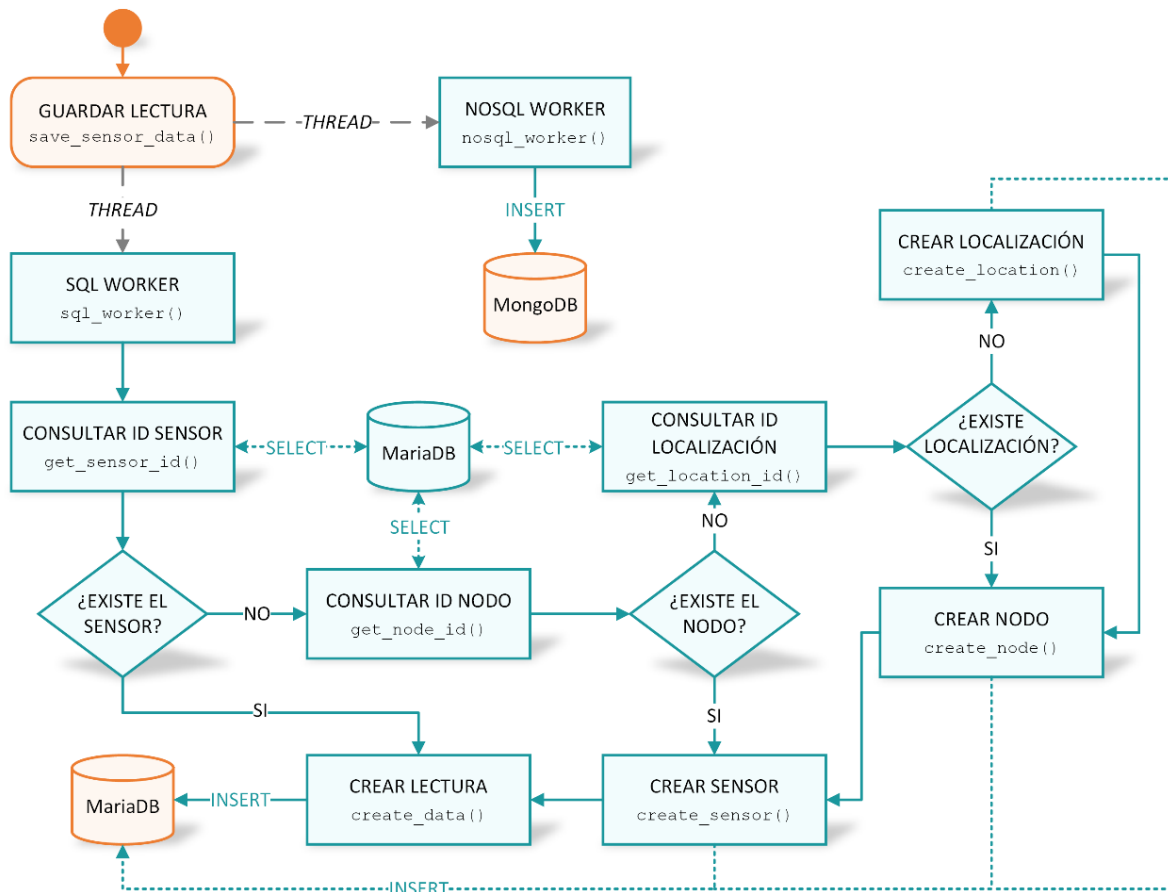 GUARDAR LECTURA
save_sensor_data()
THREAD
NOSQL WORKER
nosql_worker()
THREAD
INSERT
MongoDB
SQL WORKER
sql_worker()
CREAR LOCALIZACIÓN
create_location()
NO
CONSULTAR ID SENSOR
get_sensor_id()
SELECT
MariaDB
SELECT
CONSULTAR ID
LOCALIZACIÓN
get_location_id()
¿EXISTE
LOCALIZACIÓN?
SELECT
NO
SI
¿EXISTE EL
SENSOR?
NO
CONSULTAR ID NODO
get_node_id()
¿EXISTE EL
NODO?
CREAR NODO
create_node()
SI
SI
MariaDB
INSERT
CREAR LECTURA
create_data()
CREAR SENSOR
create_sensor()
INSERT